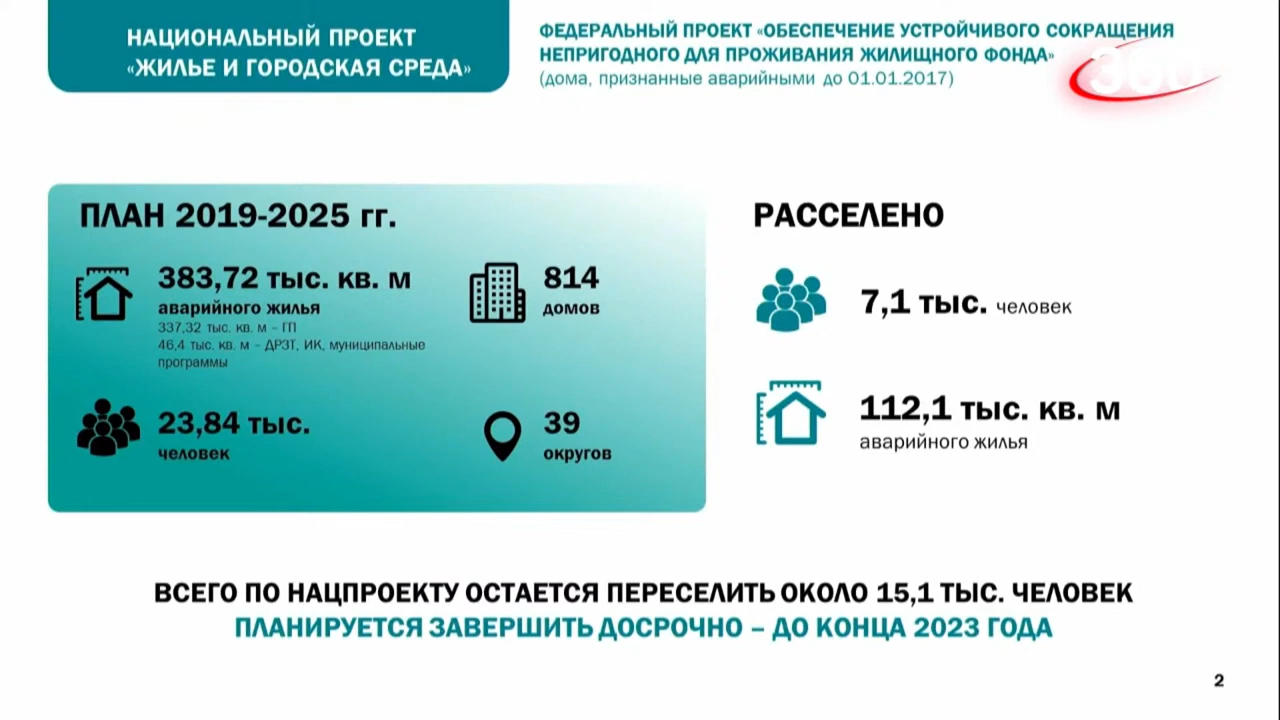 НАЦИОНАЛЬНЫЙ ПРОЕКТ
«ЖИЛЬЕ И ГОРОДСКАЯ СРЕДА»
ФЕДЕРАЛЬНЫЙ ПРОЕКТ «ОБЕСПЕЧЕНИЕ УСТОЙЧИВОГО СОКРАЩЕНИЯ
НЕПРИГОДНОГО ДЛЯ ПРОЖИВАНИЯ ЖИЛИЩНОГО ФОНДА»
(дома, признанные аварийными до 01.01.2017)
360
ПЛАН 2019-2025 гг.
383,72 тыс. кв. м
аварийного жилья
337,32 тыс. кв. м – ГП
46,4 тыс. кв. м – ДРЗТ, ИК, муниципальные
программы
814
домов
23,84 тыс.
человек
39
округов
РАССЕЛЕНО
7,1 тыс. человек
112,1 тыс. кв. м
аварийного жилья
ВСЕГО ПО НАЦПРОЕКТУ ОСТАЕТСЯ ПЕРЕСЕЛИТЬ ОКОЛО 15,1 ТЫС. ЧЕЛОВЕК
ПЛАНИРУЕТСЯ ЗАВЕРШИТЬ ДОСРОЧНО – ДО КОНЦА 2023 ГОДА
2